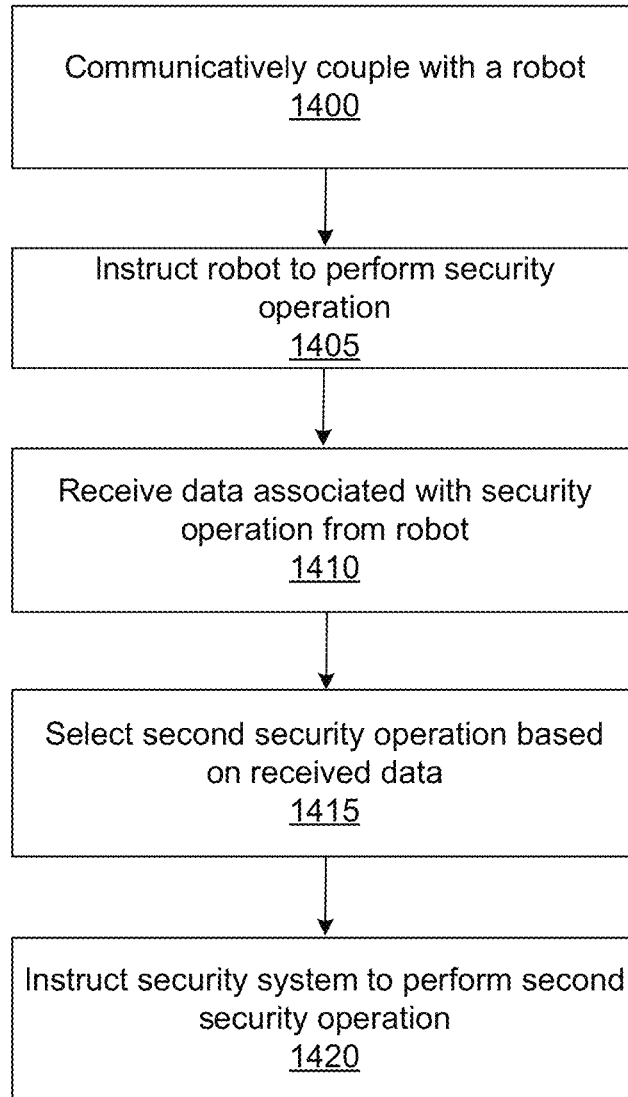 Communicatively couple with a robot
1400
Instruct robot to perform security
operation
1405
Receive data associated with security
operation from robot
1410
Select second security operation based
on received data
1415
Instruct security system to perform second
security operation
1420